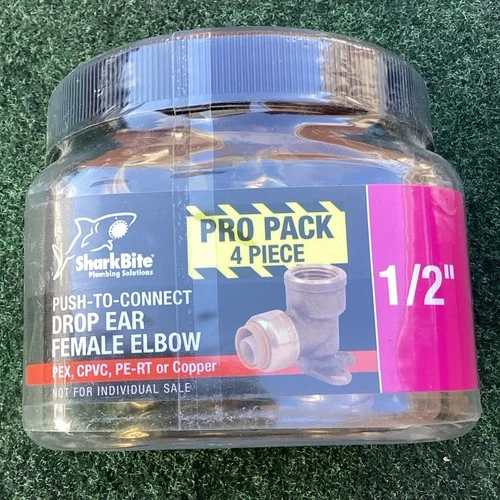 SharkBite®
Plumbing Solutions
PRO PACK
4 PIECE
1/2"
PUSH-TO-CONNECT
DROP EAR
FEMALE ELBOW
PEX, CPVC, PE-RT or Copper
NOT FOR INDIVIDUAL SALE